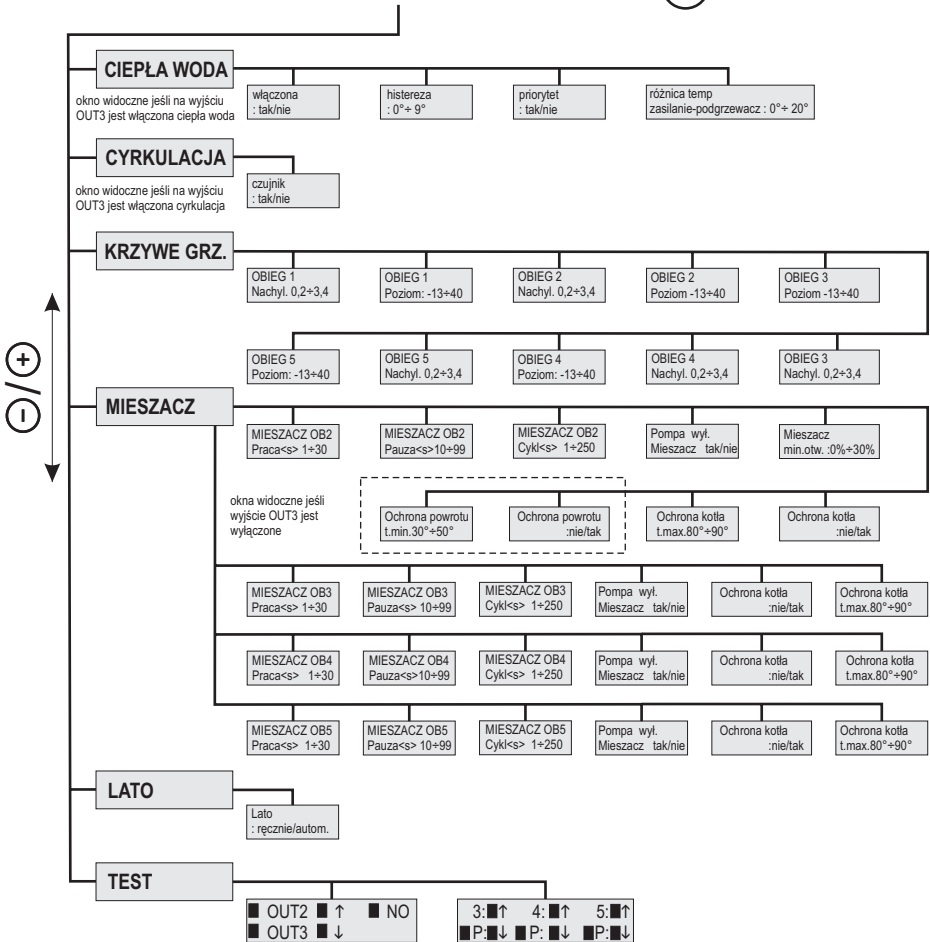 CIEPŁA WODA
okno widoczne jeśli na wyjściu
OUT3 jest włączona ciepła woda
włączona
: tak/nie
histereza
: 0°÷ 9°
priorytet
: tak/nie
różnica temp
zasilanie-podgrzewacz : 0°÷ 20°
CYRKULACJA
okno widoczne jeśli na wyjściu
OUT3 jest włączona cyrkulacja
czujnik
: tak/nie
KRZYWE GRZ.
OBIEG 1
Nachyl. 0,2÷3,4
OBIEG 1
Poziom: -13÷40
OBIEG 2
Nachyl. 0,2÷3,4
OBIEG 2
Poziom -13÷40
OBIEG 3
Poziom -13÷40
OBIEG 5
Poziom: -13÷40
OBIEG 5
Nachyl. 0,2÷3,4
OBIEG 4
Poziom: -13÷40
OBIEG 4
Nachyl. 0,2÷3,4
OBIEG 3
Nachyl. 0,2÷3,4
+
/
−
MIESZACZ
MIESZACZ OB2
Praca<s> 1÷30
MIESZACZ OB2
Pauza<s>10÷99
MIESZACZ OB2
Cykl<s> 1÷250
Pompa wył.
Mieszacz tak/nie
Mieszacz
min.otw. :0%÷30%
okna widoczne jeśli
wyjście OUT3 jest
wyłączone
Ochrona powrotu
t.min.30°÷50°
Ochrona powrotu
:nie/tak
Ochrona kotła
t.max.80°÷90°
Ochrona kotła
:nie/tak
MIESZACZ OB3
Praca<s> 1÷30
MIESZACZ OB3
Pauza<s> 10÷99
MIESZACZ OB3
Cykl<s> 1÷250
Pompa wył.
Mieszacz tak/nie
Ochrona kotła
:nie/tak
Ochrona kotła
t.max.80°÷90°
MIESZACZ OB4
Praca<s> 1÷30
MIESZACZ OB4
Pauza<s>10÷99
MIESZACZ OB4
Cykl<s> 1÷250
Pompa wył.
Mieszacz tak/nie
Ochrona kotła
:nie/tak
Ochrona kotła
t.max.80°÷90°
MIESZACZ OB5
Praca<s> 1÷30
MIESZACZ OB5
Pauza<s> 10÷99
MIESZACZ OB5
Cykl<s> 1÷250
Pompa wył.
Mieszacz tak/nie
Ochrona kotła
:nie/tak
Ochrona kotła
t.max.80°÷90°
LATO
Lato
: ręcznie/autom.
TEST
■ OUT2 ■ ↑ ■ NO
■ OUT3 ■ ↓
3:■↑ 4:■↑ 5:■↑
■P:■↓ ■P: ■↓ ■P:■↓